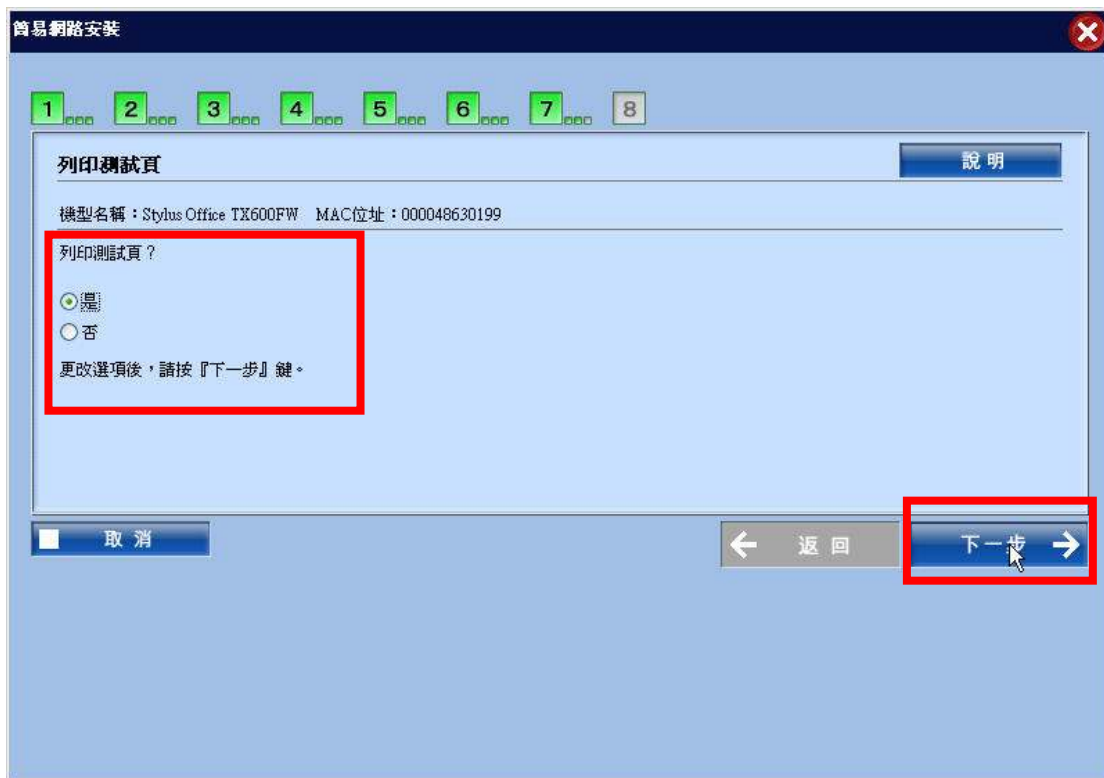 簡易網路安裝
1 2 3 4 5 6 7 8
列印測試頁
說明
機型名稱：Stylus Office TX600FW MAC位址：000048630199
列印測試頁？
是
否
更改選項後，請按『下一步』鍵。
取消
返回
下一步